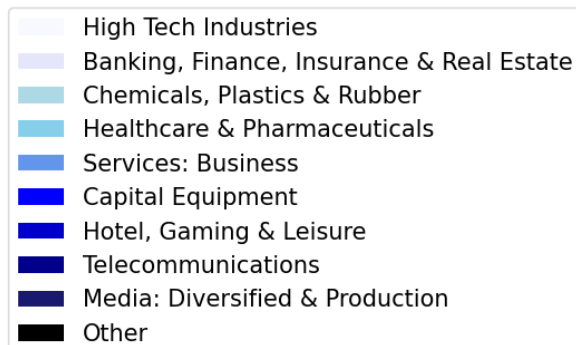 High Tech Industries
Banking, Finance, Insurance & Real Estate
Chemicals, Plastics & Rubber
Healthcare & Pharmaceuticals
Services: Business
Capital Equipment
Hotel, Gaming & Leisure
Telecommunications
Media: Diversified & Production
Other